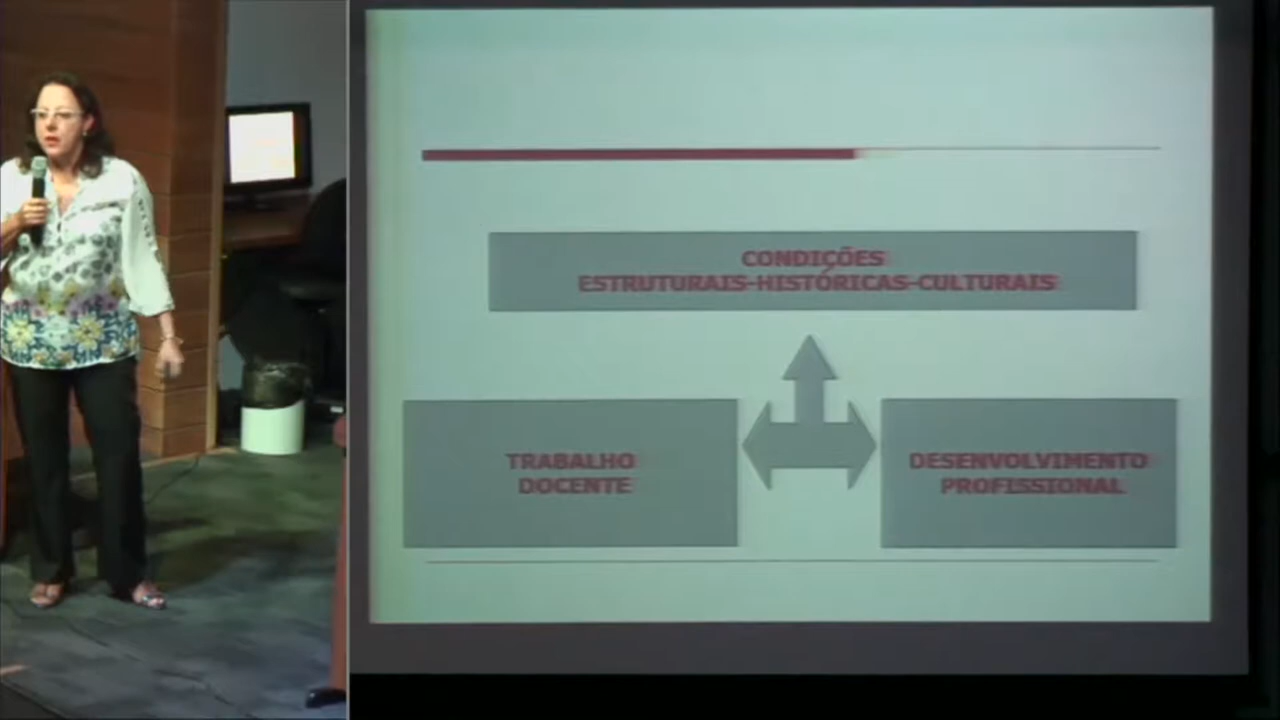 CONDIÇÕES
ESTRUTURAIS-HISTÓRICAS-CULTURAIS
TRABALHO
DOCENTE
DESENVOLVIMENTO
PROFISSIONAL